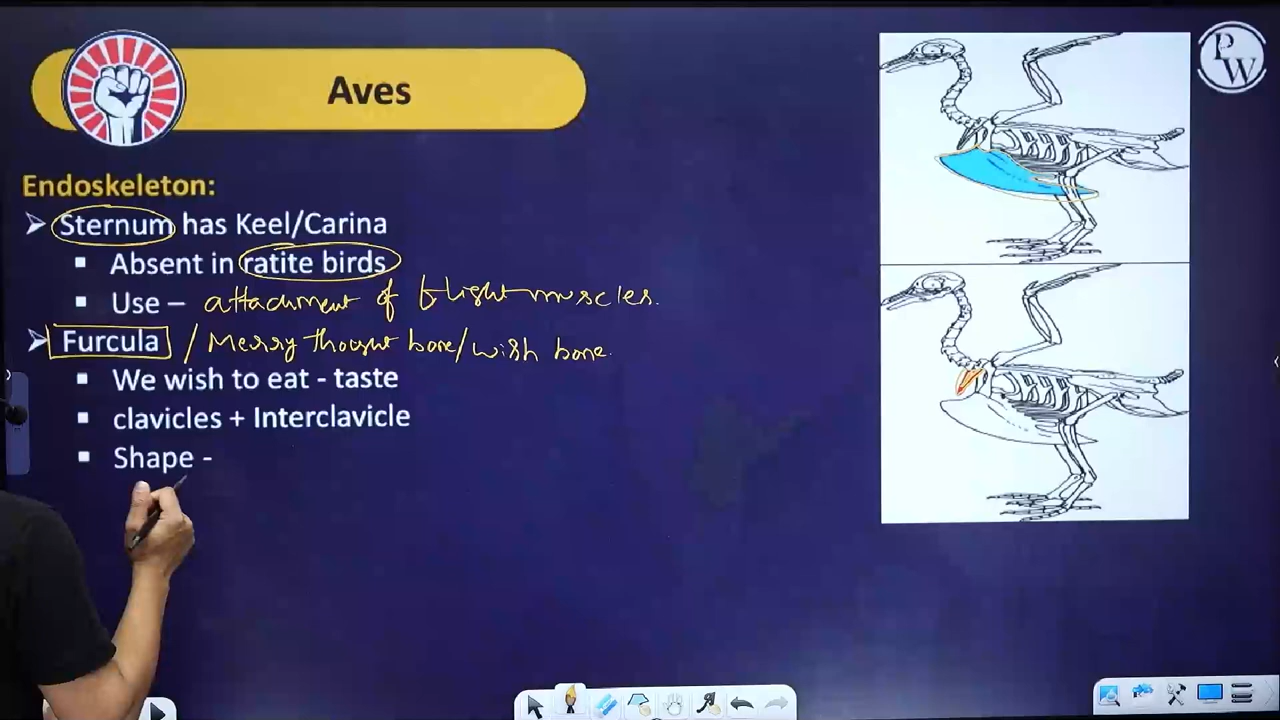 Aves
PW
Endoskeleton:
➢ Sternum has Keel/Carina
▪ Absent in ratite birds
▪ Use – attachment of flight muscles.
➢ Furcula / Merry thought bone/wish bone.
▪ We wish to eat - taste
▪ clavicles + Interclavicle
▪ Shape -